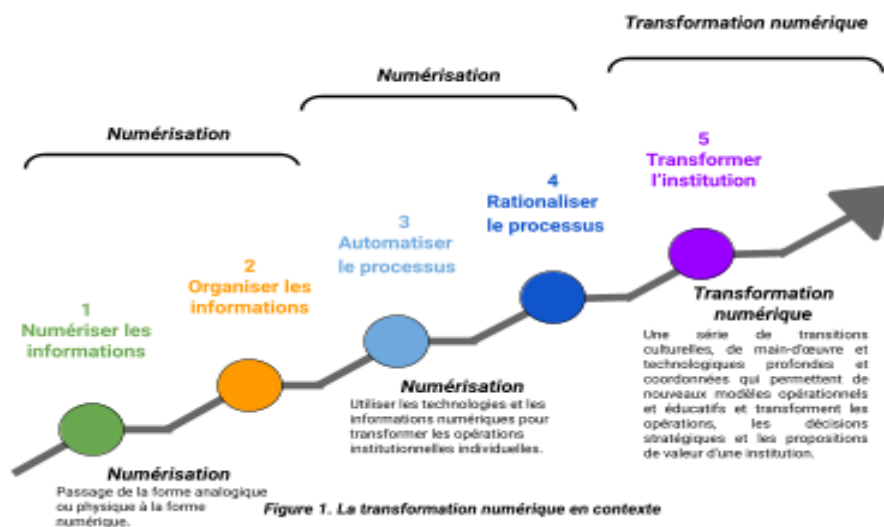 Transformation numérique
Numérisation
Numérisation
5
Transformer
l'institution
4
Rationaliser
le processus
3
Automatiser
le processus
2
Organiser les
informations
1
Numériser les
informations
Transformation
numérique
Une série de transitions
culturelles, de main-d'œuvre et
technologiques profondes et
coordonnées qui permettent de
nouveaux modèles opérationnels
et éducatifs et transforment les
opérations, les décisions
stratégiques et les propositions
de valeur d'une institution.
Numérisation
Utiliser les technologies et les
informations numériques pour
transformer les opérations
institutionnelles individuelles.
Numérisation
Passage de la forme analogique
ou physique à la forme
numérique.
Figure 1. La transformation numérique en contexte